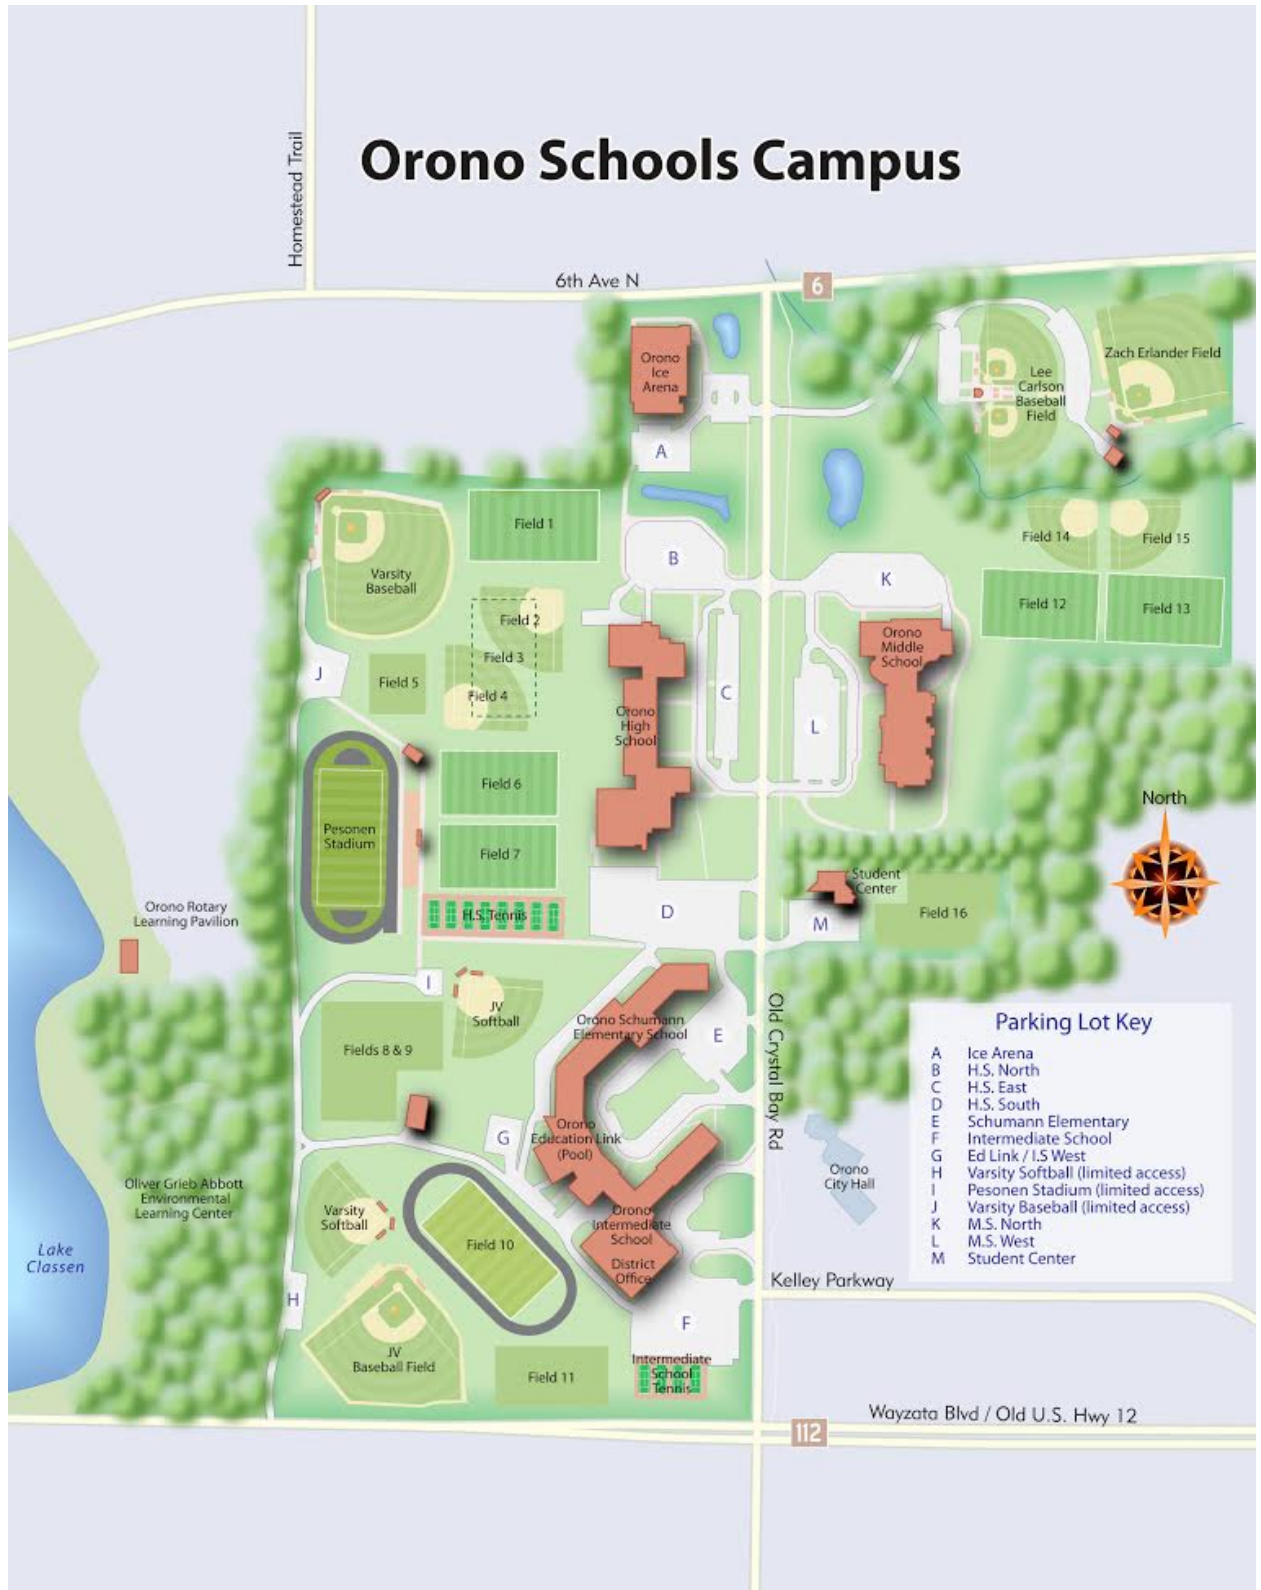 Orono Schools Campus
Homestead Trail
6th Ave N
6
Orono
Ice
Arena
A
Lee
Carlson
Baseball
Field
Zach Erlander Field
Field 14
Field 15
Field 12
Field 13
Field 1
Varsity
Baseball
B
K
Field 2
Field 3
Field 4
Field 5
J
Orono
High
School
C
L
Orono
Middle
School
Field 6
Field 7
Pesonen
Stadium
H.S. Tennis
D
Student
Center
M
Field 16
North
Orono Rotary
Learning Pavilion
I
JV
Softball
Fields 8 & 9
Orono Schumann
Elementary School
E
Old Crystal Bay Rd
G
Orono
Education Link
(Pool)
Oliver Grieb Abbott
Environmental
Learning Center
Lake
Classen
Varsity
Softball
Field 10
Orono
Intermediate
School
District
Office
Orono
City Hall
H
JV
Baseball Field
Field 11
F
Intermediate
School
Tennis
Kelley Parkway
Wayzata Blvd / Old U.S. Hwy 12
112
Parking Lot Key
A Ice Arena
B H.S. North
C H.S. East
D H.S. South
E Schumann Elementary
F Intermediate School
G Ed Link / I.S West
H Varsity Softball (limited access)
I Pesonen Stadium (limited access)
J Varsity Baseball (limited access)
K M.S. North
L M.S. West
M Student Center